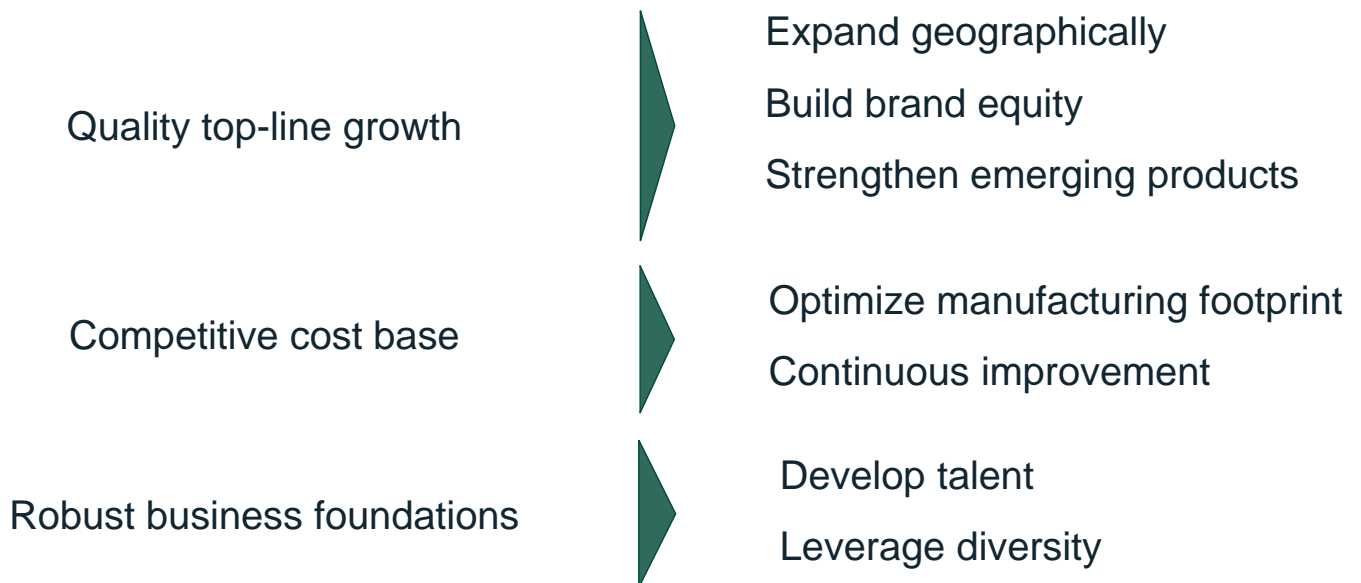 Quality top-line growth
Expand geographically
Build brand equity
Strengthen emerging products
Competitive cost base
Optimize manufacturing footprint
Continuous improvement
Robust business foundations
Develop talent
Leverage diversity